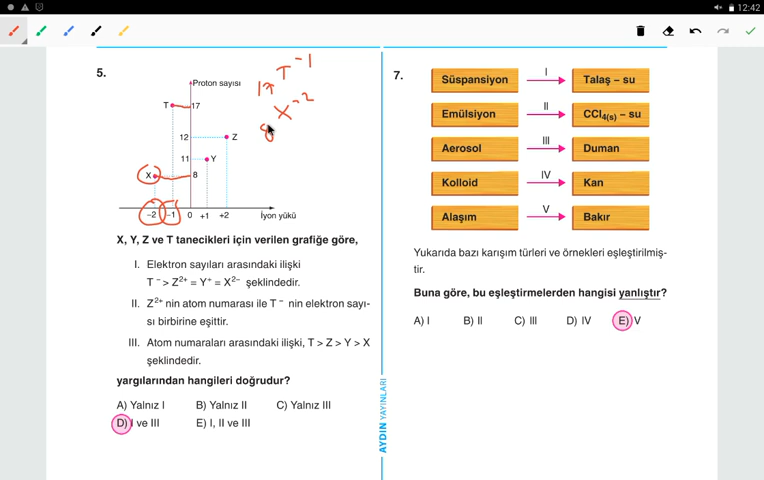 12:42
5.
Proton sayısı
T
17
12
Z
11
Y
X
8
-2
-1
0
+1
+2
İyon yükü
17 T -1
8 X -2
X, Y, Z ve T tanecikleri için verilen grafiğe göre,
I. Elektron sayıları arasındaki ilişki
T⁻ > Z²⁺ = Y⁺ = X²⁻ şeklindedir.
II. Z²⁺ nin atom numarası ile T⁻ nin elektron sayı-
sı birbirine eşittir.
III. Atom numaraları arasındaki ilişki, T > Z > Y > X
şeklindedir.
yargılarından hangileri doğrudur?
A) Yalnız I B) Yalnız II C) Yalnız III
D) I ve III E) I, II ve III
AYDIN YAYINLARI
7.
Süspansiyon I Talaş – su
Emülsiyon II CCl₄₍ₛ₎ – su
Aerosol III Duman
Kolloid IV Kan
Alaşım V Bakır
Yukarıda bazı karışım türleri ve örnekleri eşleştirilmiş-
tir.
Buna göre, bu eşleştirmelerden hangisi yanlıştır?
A) I B) II C) III D) IV E) V